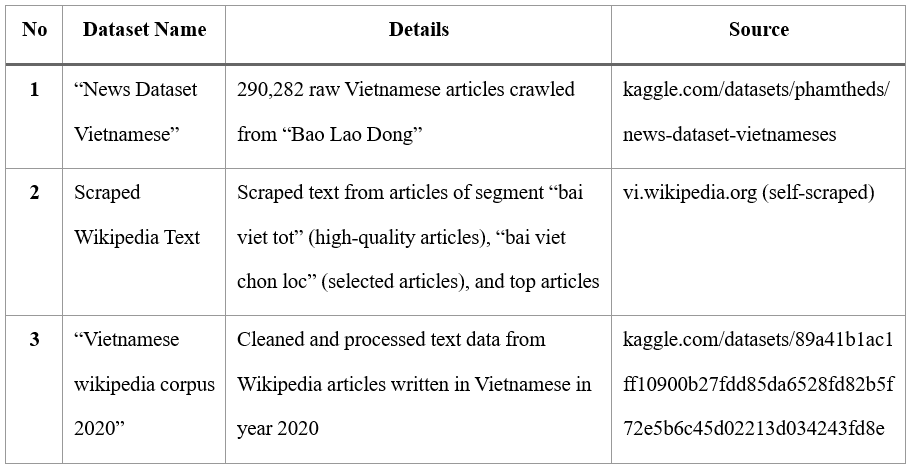 No Dataset Name Details Source
1 “News Dataset Vietnamese” 290,282 raw Vietnamese articles crawled from “Bao Lao Dong” kaggle.com/datasets/phamtheds/news-dataset-vietnameses
2 Scraped Wikipedia Text Scraped text from articles of segment “bai viet tot” (high-quality articles), “bai viet chon loc” (selected articles), and top articles vi.wikipedia.org (self-scraped)
3 “Vietnamese wikipedia corpus 2020” Cleaned and processed text data from Wikipedia articles written in Vietnamese in year 2020 kaggle.com/datasets/89a41b1ac1ff10900b27fdd85da6528fd82b5f72e5b6c45d02213d034243fd8e